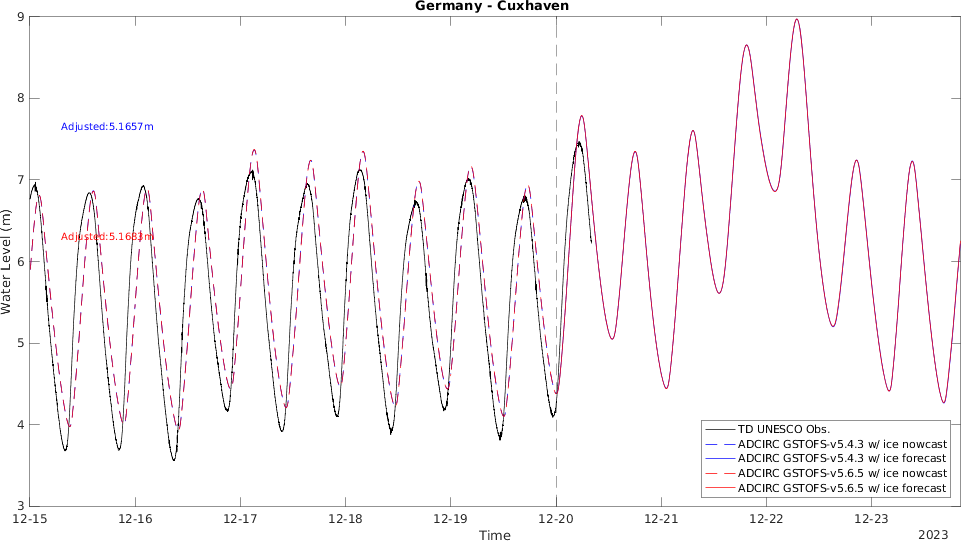 Germany - Cuxhaven
9
8
7
6
5
4
3
Water Level (m)
Adjusted:5.1657m
Adjusted:5.1683m
TD UNESCO Obs.
ADCIRC GSTOFS-v5.4.3 w/ ice nowcast
ADCIRC GSTOFS-v5.4.3 w/ ice forecast
ADCIRC GSTOFS-v5.6.5 w/ ice nowcast
ADCIRC GSTOFS-v5.6.5 w/ ice forecast
12-15 12-16 12-17 12-18 12-19 12-20 12-21 12-22 12-23
Time
2023